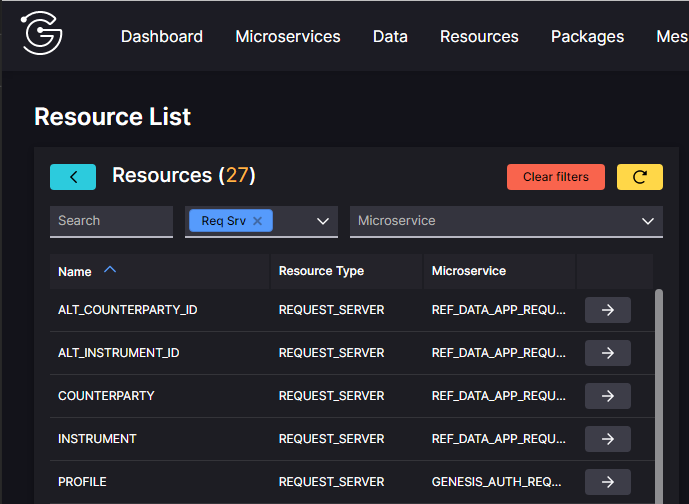 Dashboard Microservices Data Resources Packages Mes
Resource List
Resources (27) Clear filters
Search Req Srv Microservice
Name Resource Type Microservice
ALT_COUNTERPARTY_ID REQUEST_SERVER REF_DATA_APP_REQU...
ALT_INSTRUMENT_ID REQUEST_SERVER REF_DATA_APP_REQU...
COUNTERPARTY REQUEST_SERVER REF_DATA_APP_REQU...
INSTRUMENT REQUEST_SERVER REF_DATA_APP_REQU...
PROFILE REQUEST_SERVER GENESIS_AUTH_REQ...